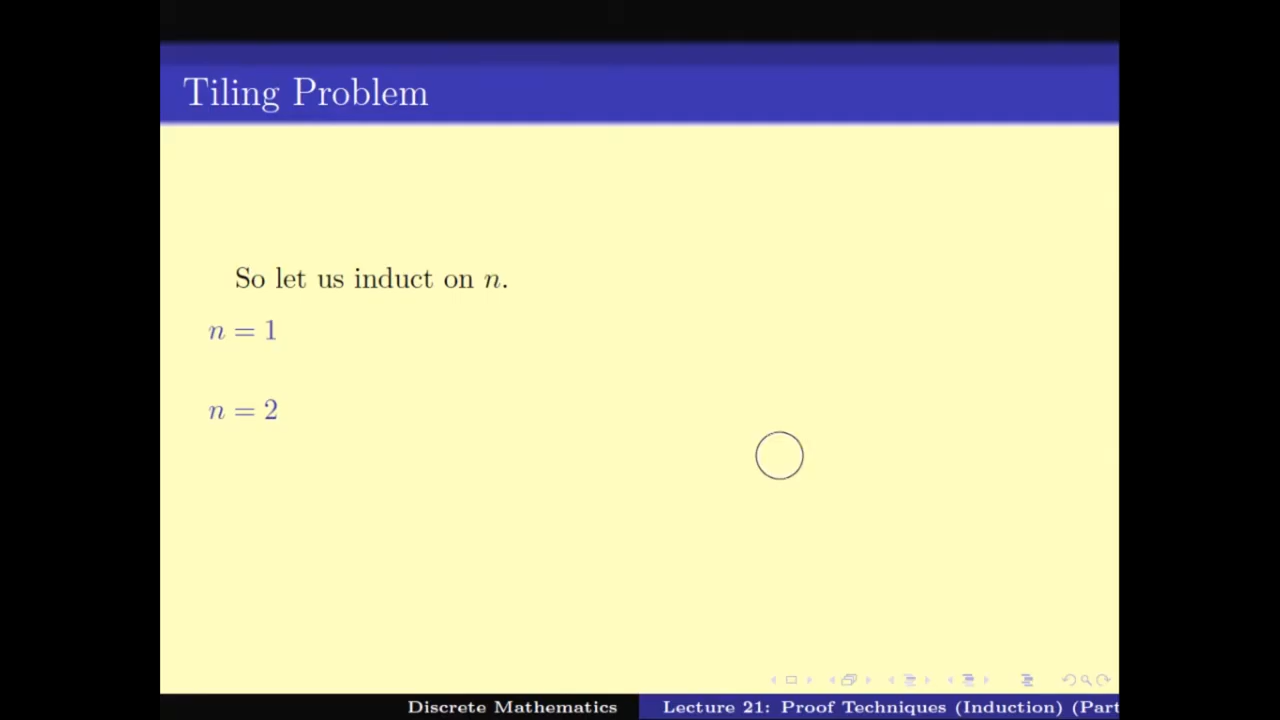 Tiling Problem
So let us induct on n.
n = 1
n = 2
Discrete Mathematics Lecture 21: Proof Techniques (Induction) (Part